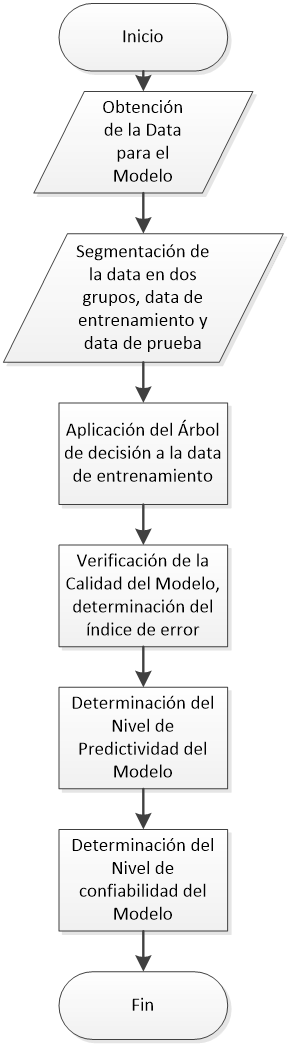 Inicio
Obtención
de la Data
para el
Modelo
Segmentación de
la data en dos
grupos, data de
entrenamiento y
data de prueba
Aplicación del Árbol
de decisión a la data
de entrenamiento
Verificación de la
Calidad del Modelo,
determinación del
índice de error
Determinación del
Nivel de
Predictividad del
Modelo
Determinación del
Nivel de
confiabilidad del
Modelo
Fin